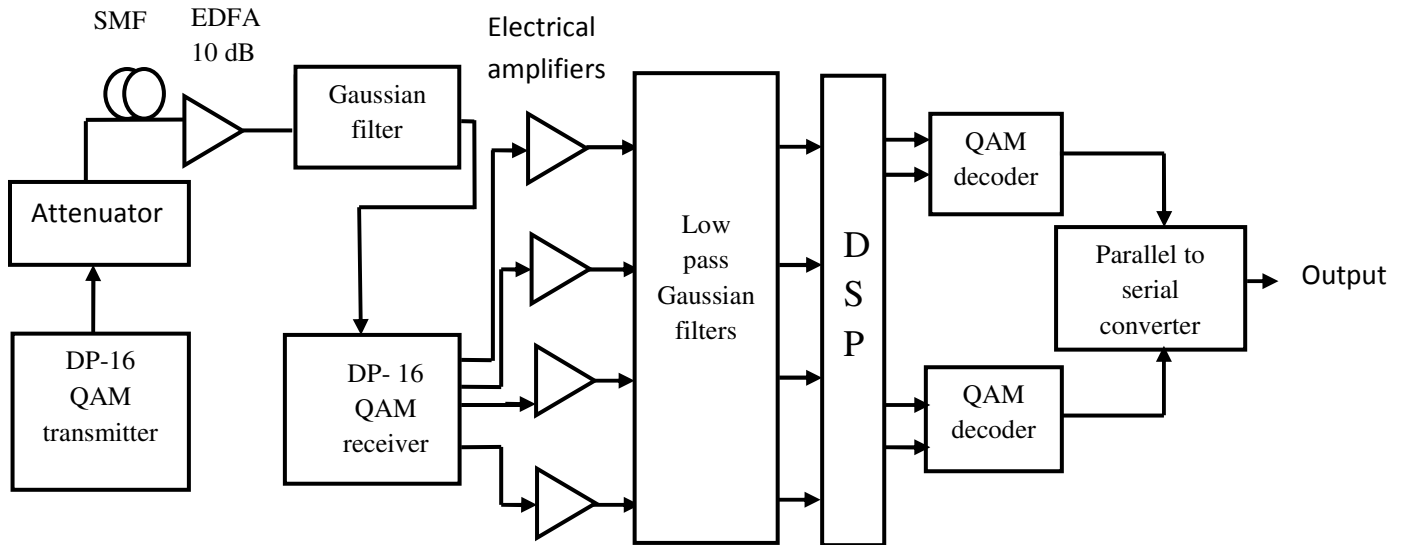 SMF
EDFA
10 dB
Gaussian
filter
Attenuator
DP-16
QAM
transmitter
DP- 16
QAM
receiver
Electrical
amplifiers
Low
pass
Gaussian
filters
D
S
P
QAM
decoder
QAM
decoder
Parallel to
serial
converter
Output